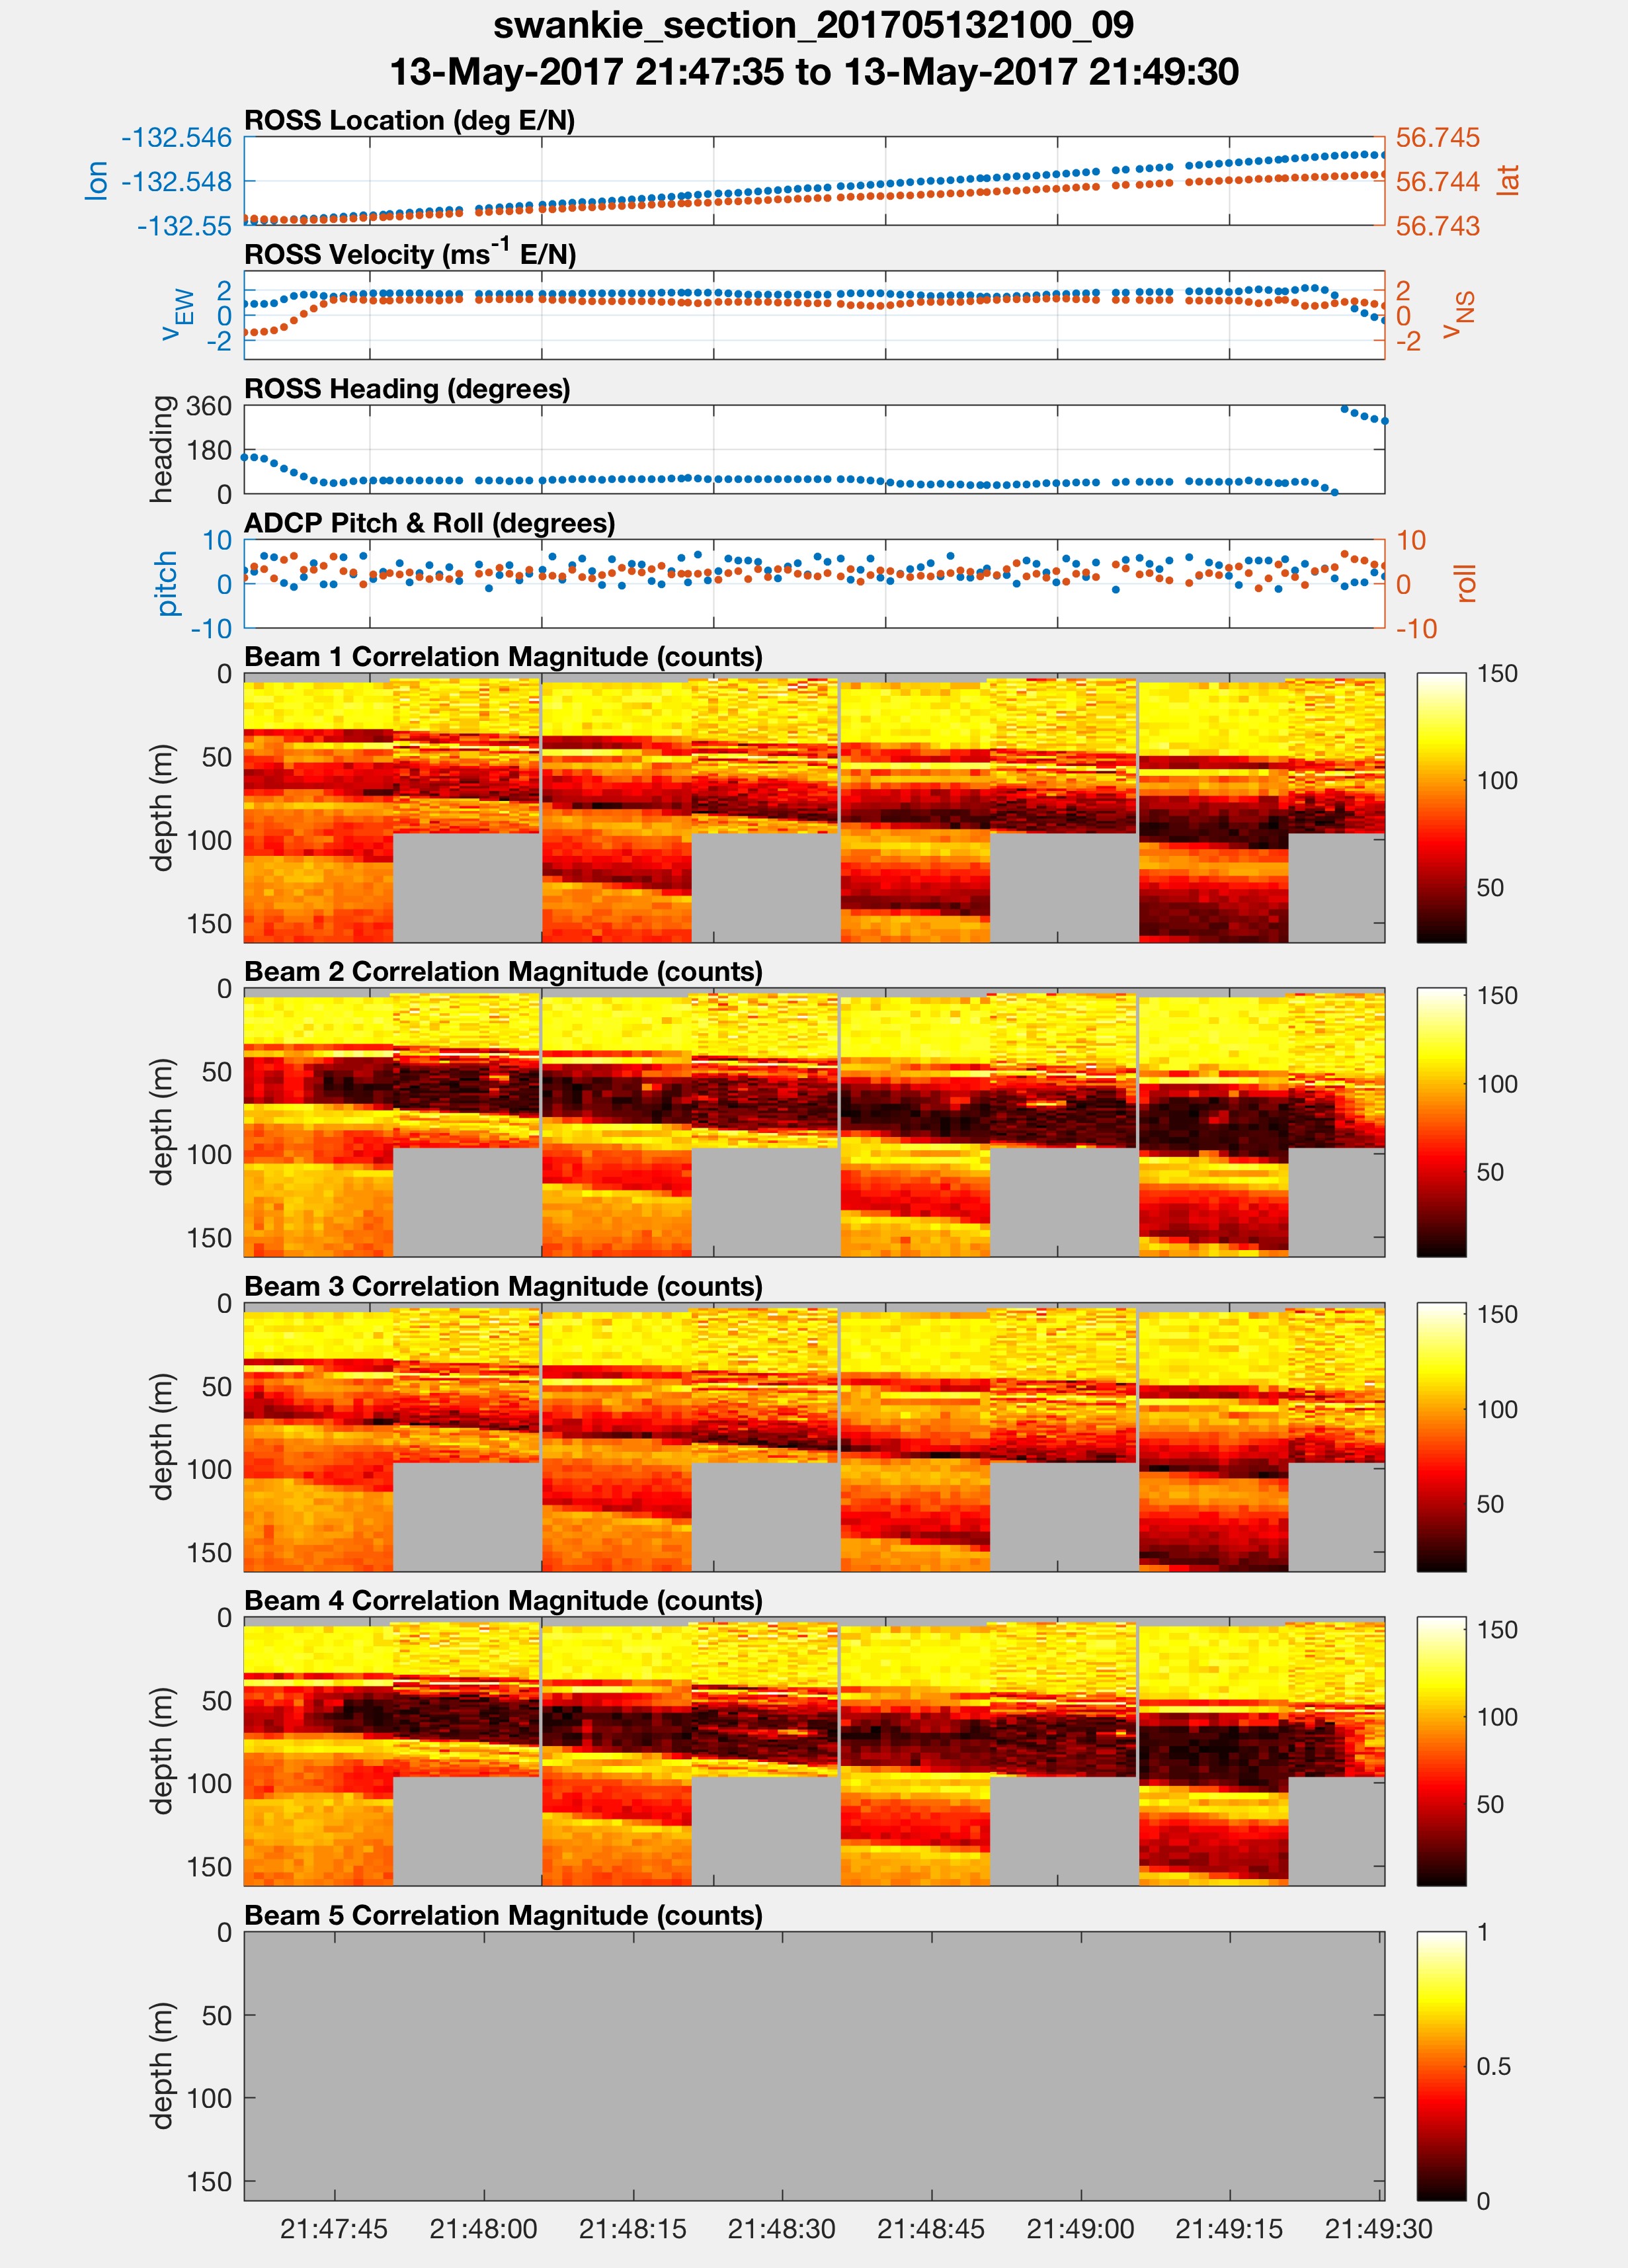 swankie_section_201705132100_09
13-May-2017 21:47:35 to 13-May-2017 21:49:30
ROSS Location (deg E/N)
lon
-132.546
-132.548
-132.55
56.745
56.744
56.743
lat
ROSS Velocity (ms-1 E/N)
vEW
2
0
-2
2
0
-2
vNS
ROSS Heading (degrees)
heading
360
180
0
ADCP Pitch & Roll (degrees)
pitch
10
0
-10
10
0
-10
roll
Beam 1 Correlation Magnitude (counts)
depth (m)
0
50
100
150
150
100
50
Beam 2 Correlation Magnitude (counts)
depth (m)
0
50
100
150
150
100
50
Beam 3 Correlation Magnitude (counts)
depth (m)
0
50
100
150
150
100
50
Beam 4 Correlation Magnitude (counts)
depth (m)
0
50
100
150
150
100
50
Beam 5 Correlation Magnitude (counts)
depth (m)
0
50
100
150
1
0.5
0
21:47:45 21:48:00 21:48:15 21:48:30 21:48:45 21:49:00 21:49:15 21:49:30